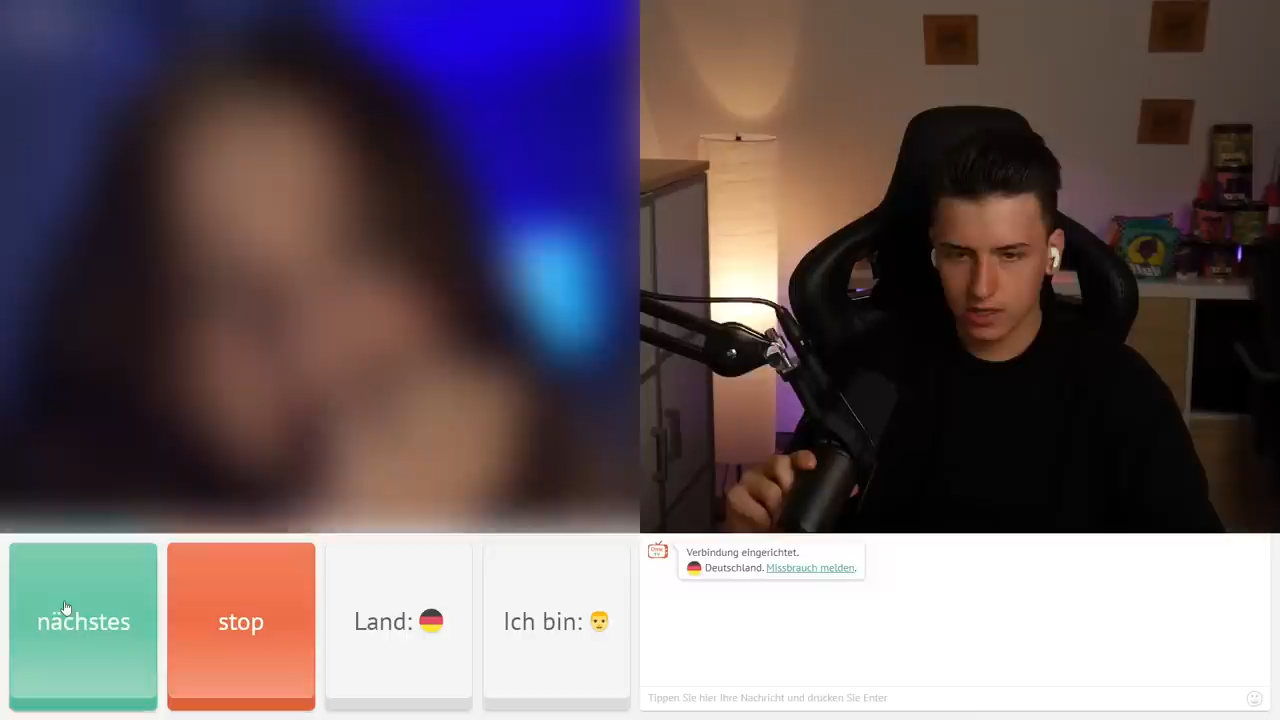 Verbindung eingerichtet.
Deutschland. Missbrauch melden.
nächstes
stop
Land:
Ich bin:
Tippen Sie hier Ihre Nachricht und drucken Sie Enter